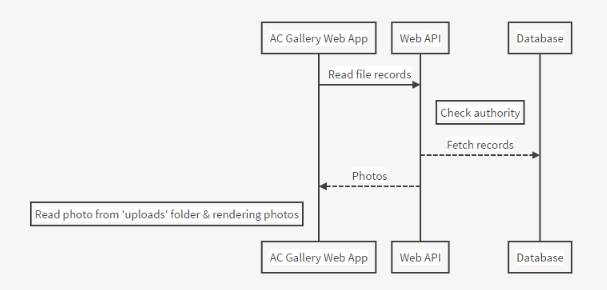 AC Gallery Web App
Web API
Database
Read file records
Check authority
Fetch records
Photos
Read photo from 'uploads' folder & rendering photos
AC Gallery Web App
Web API
Database